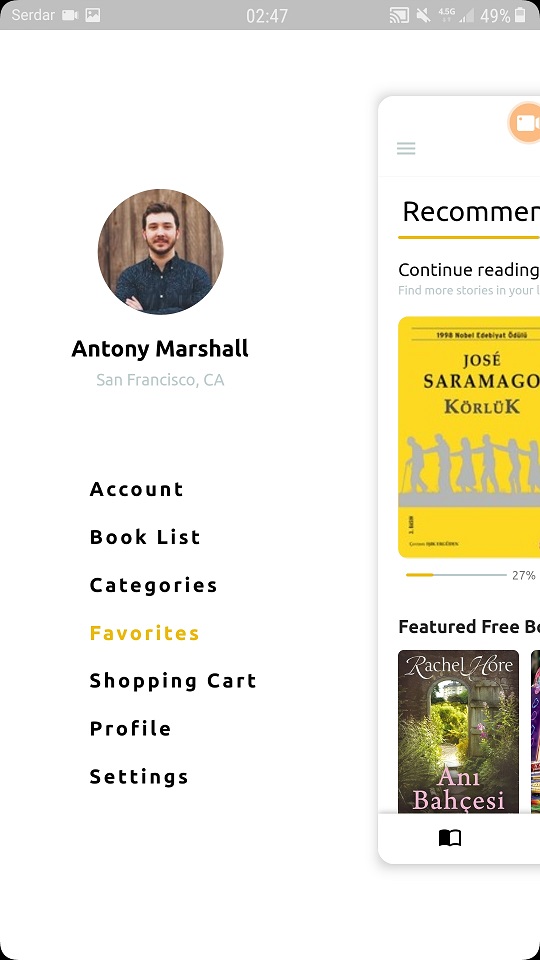 Serdar 02:47 4.5G 49%
Antony Marshall
San Francisco, CA
Account
Book List
Categories
Favorites
Shopping Cart
Profile
Settings
Recommen
Continue reading
Find more stories in your l
1998 Nobel Edebiyat Ödülü
JOSÉ
SARAMAGO
KÖRLÜK
27%
Featured Free Bo
Rachel Hore
Anı
Bahçesi